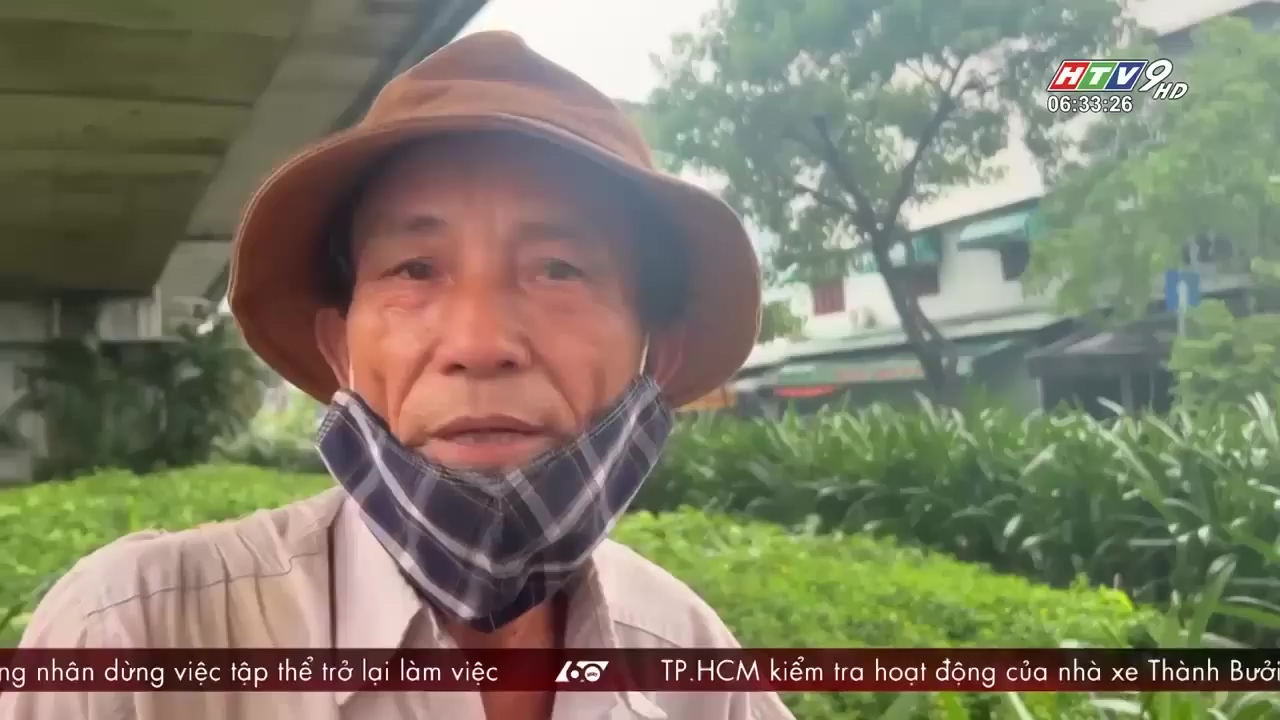 HTV9 HD
06:33:26
ng nhân dừng việc tập thể trở lại làm việc
60
TP.HCM kiểm tra hoạt động của nhà xe Thành Bưởi